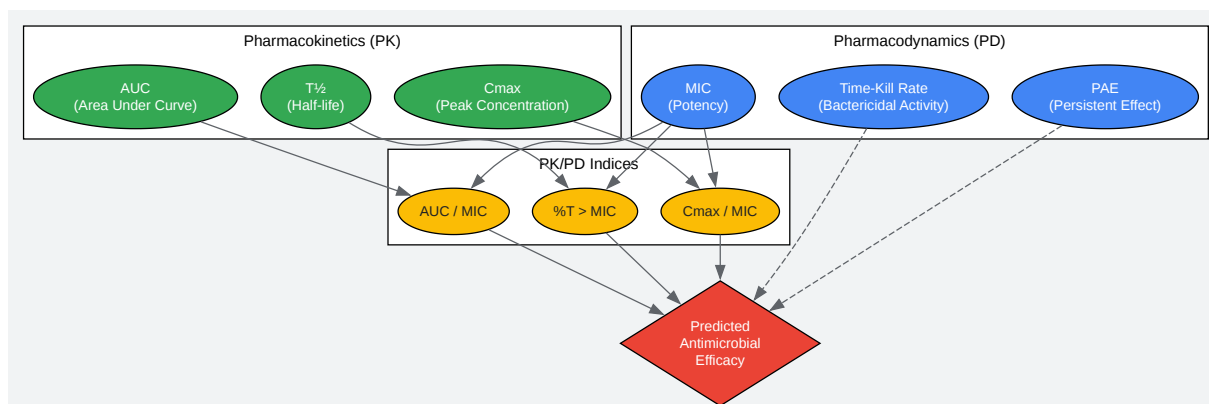 Pharmacokinetics (PK)
Pharmacodynamics (PD)
AUC
(Area Under Curve)
T½
(Half-life)
Cmax
(Peak Concentration)
MIC
(Potency)
Time-Kill Rate
(Bactericidal Activity)
PAE
(Persistent Effect)
PK/PD Indices
AUC / MIC
%T > MIC
Cmax / MIC
Predicted
Antimicrobial
Efficacy